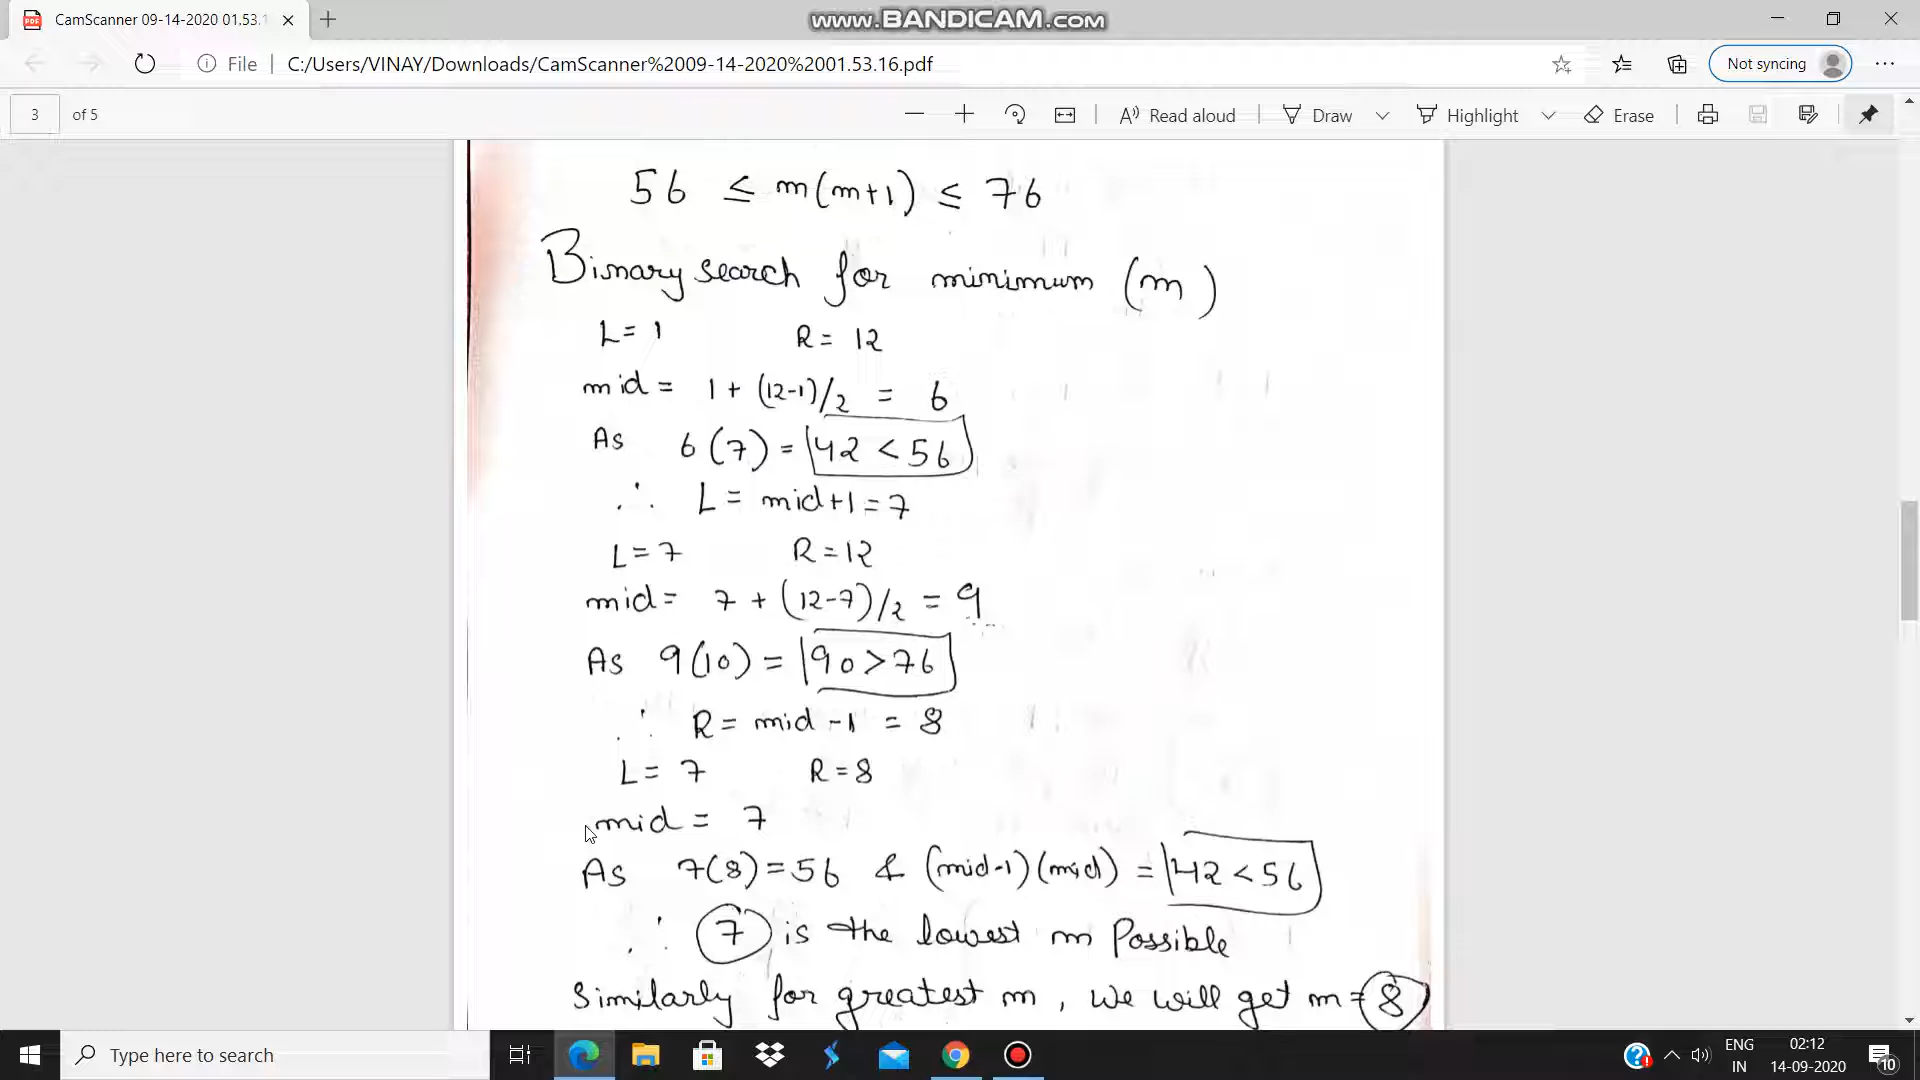 CamScanner 09-14-2020 01.53.1
www.BANDICAM.com
File
C:/Users/VINAY/Downloads/CamScanner%2009-14-2020%2001.53.16.pdf
Not syncing
3 of 5
Read aloud
Draw
Highlight
Erase
56 ≤ m(m+1) ≤ 76
Binary search for minimum (m)
L = 1 R = 12
mid = 1 + (12-1)/2 = 6
As 6(7) = 42 < 56
∴ L = mid+1 = 7
L = 7 R = 12
mid = 7 + (12-7)/2 = 9
As 9(10) = 90 > 76
∴ R = mid - 1 = 8
L = 7 R = 8
mid = 7
As 7(8) = 56 & (mid-1)(mid) = 42 < 56
∴ 7 is the lowest m Possible
Similarly for greatest m, we will get m = 8
Type here to search
ENG
IN
02:12
14-09-2020
10